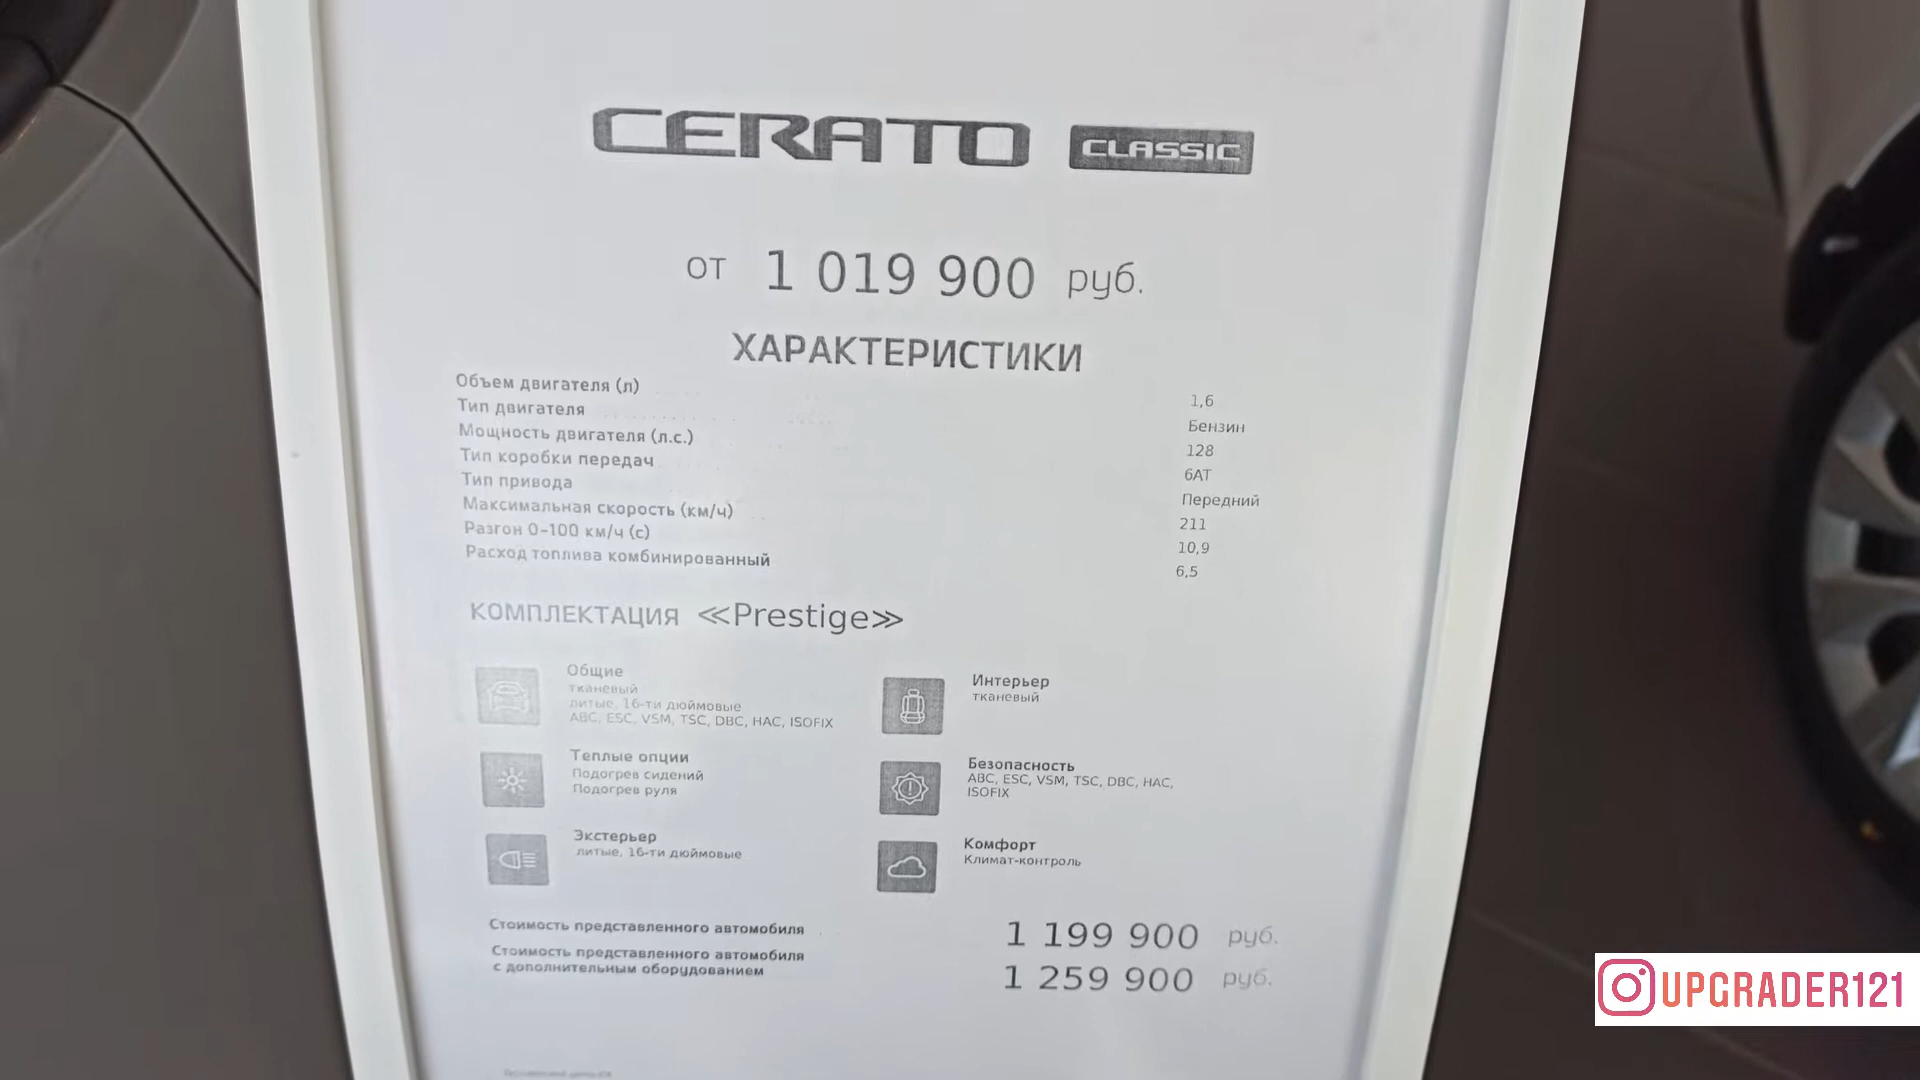 CERATO CLASSIC
от 1 019 900 руб.
ХАРАКТЕРИСТИКИ
Объем двигателя (л) 1,6
Тип двигателя Бензин
Мощность двигателя (л.с.) 128
Тип коробки передач 6АТ
Тип привода Передний
Максимальная скорость (км/ч) 211
Разгон 0-100 км/ч (с) 10,9
Расход топлива комбинированный 6,5
КОМПЛЕКТАЦИЯ ≪Prestige≫
Общие
тканевый
литые, 16-ти дюймовые
ABC, ESC, VSM, TSC, DBC, HAC, ISOFIX
Интерьер
тканевый
Теплые опции
Подогрев сидений
Подогрев руля
Безопасность
ABC, ESC, VSM, TSC, DBC, HAC,
ISOFIX
Экстерьер
литые, 16-ти дюймовые
Комфорт
Климат-контроль
Стоимость представленного автомобиля 1 199 900 руб.
Стоимость представленного автомобиля
с дополнительным оборудованием 1 259 900 руб.
UPGRADER121